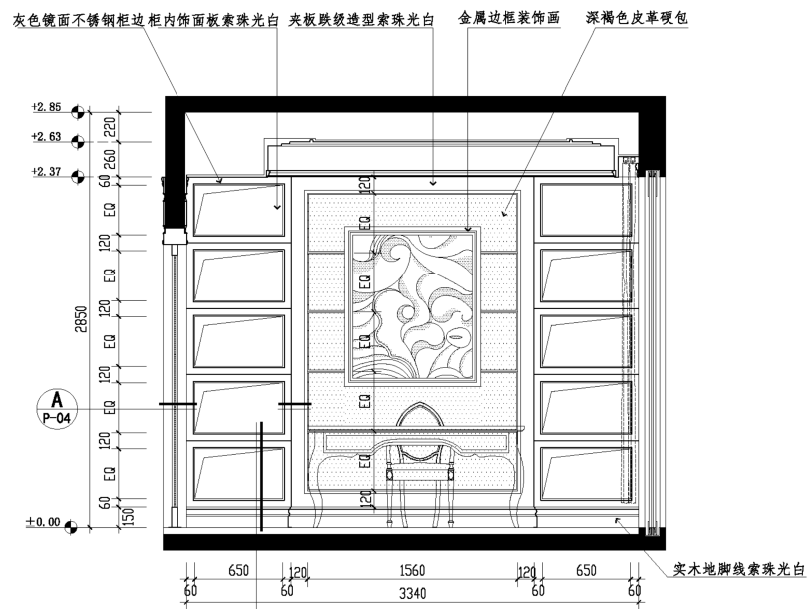 灰色镜面不锈钢柜边 柜内饰面板索珠光白 夹板跌级造型索珠光白 金属边框装饰画 深褐色皮革硬包
+2.85
+2.63
+2.37
±0.00
220
260
60
EQ
120
EQ
120
EQ
120
EQ
120
EQ
60
150
2850
A
P-04
120
EQ
EQ
EQ
EQ
EQ
120
实木地脚线索珠光白
650 120 1560 120 650
60 60 60 60
3340